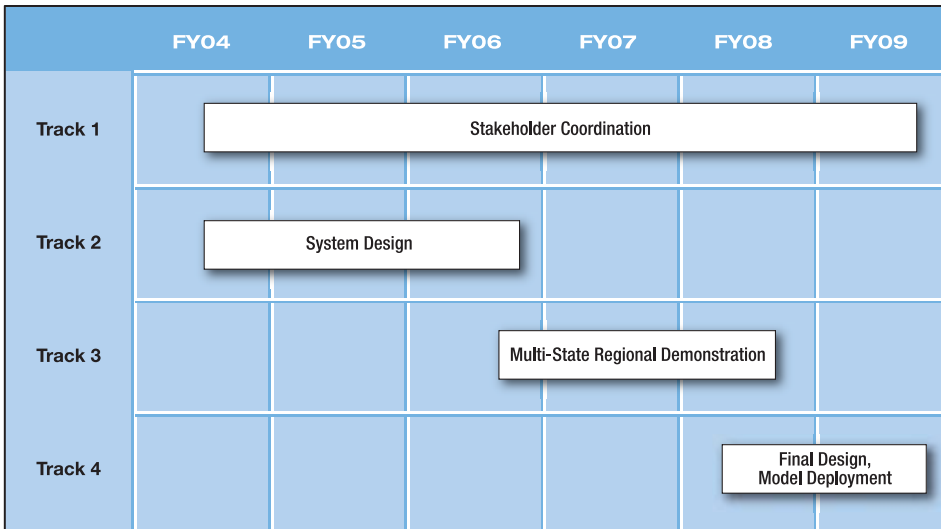 FY04 FY05 FY06 FY07 FY08 FY09
Track 1
Stakeholder Coordination
Track 2
System Design
Track 3
Multi-State Regional Demonstration
Track 4
Final Design,
Model Deployment